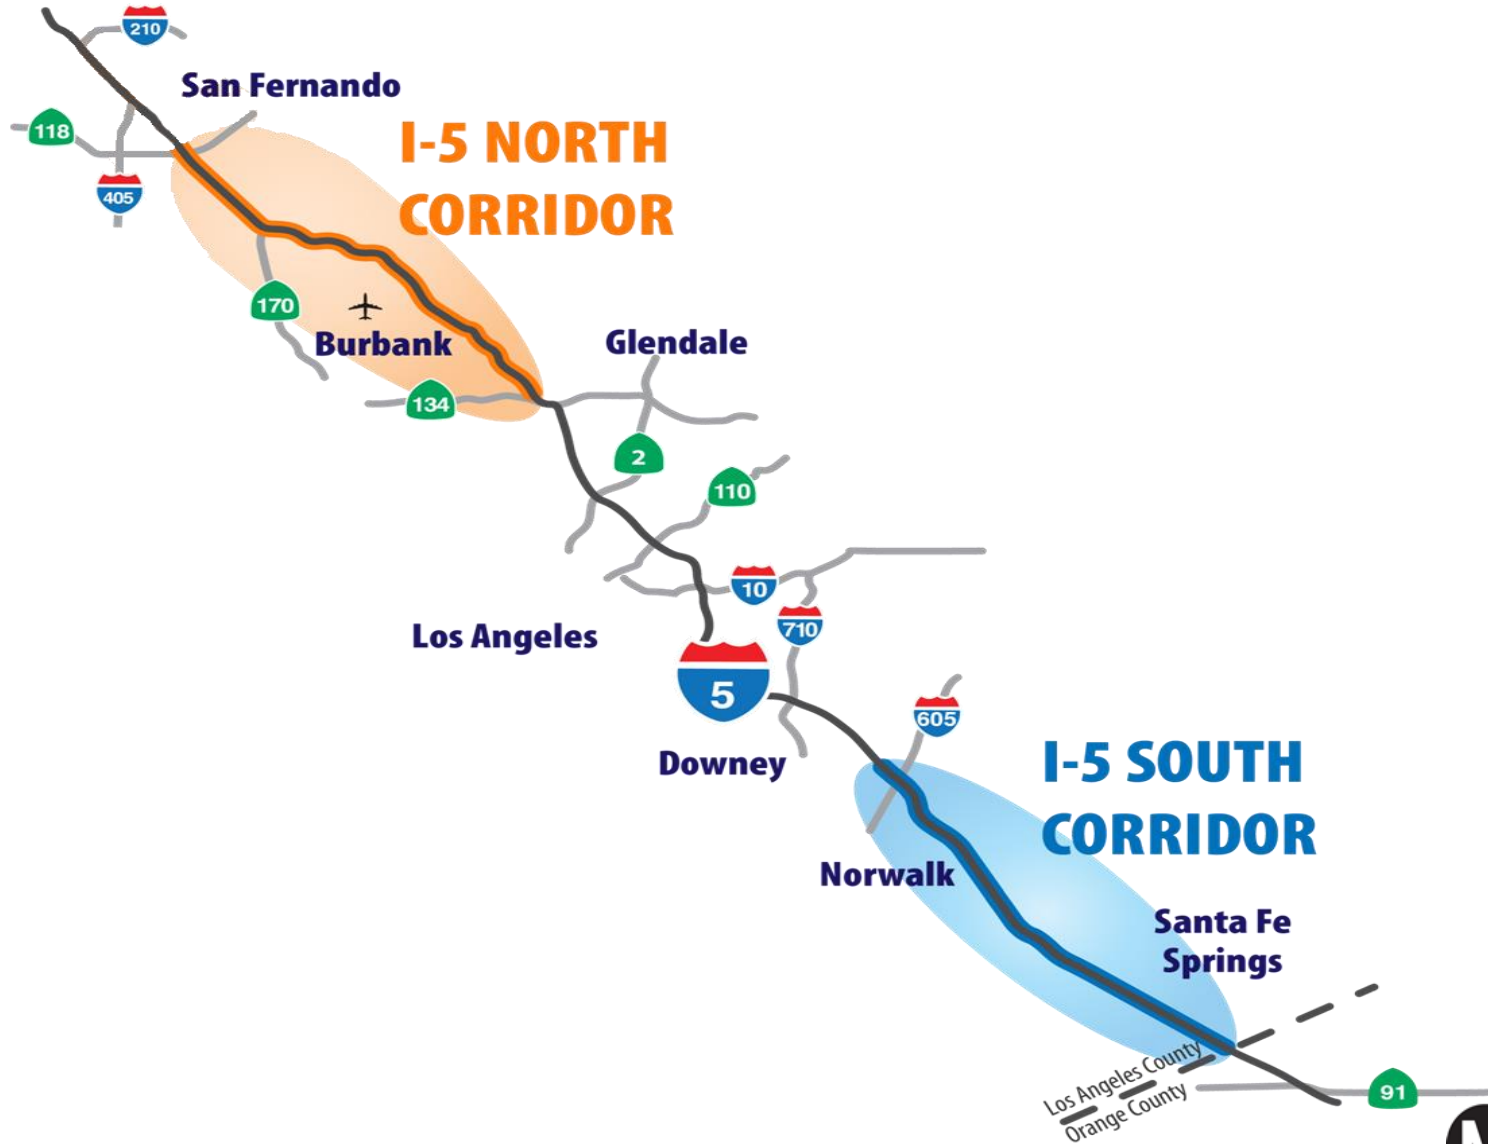 210
San Fernando
118
I-5 NORTH
CORRIDOR
405
170
Burbank
Glendale
134
2
110
10
710
Los Angeles
5
605
Downey
I-5 SOUTH
CORRIDOR
Norwalk
Santa Fe
Springs
Los Angeles County
Orange County
91